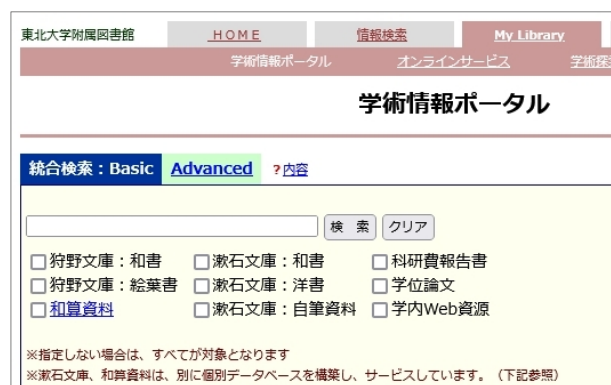 東北大学附属図書館 HOME 情報検索 My Library
学術情報ポータル オンラインサービス 学術探
学術情報ポータル
統合検索：Basic Advanced ?内容
検 索 クリア
狩野文庫：和書 漱石文庫：和書 科研費報告書
狩野文庫：絵葉書 漱石文庫：洋書 学位論文
和算資料 漱石文庫：自筆資料 学内Web資源
※指定しない場合は、すべてが対象となります
※漱石文庫、和算資料は、別に個別データベースを構築し、サービスしています。（下記参照）